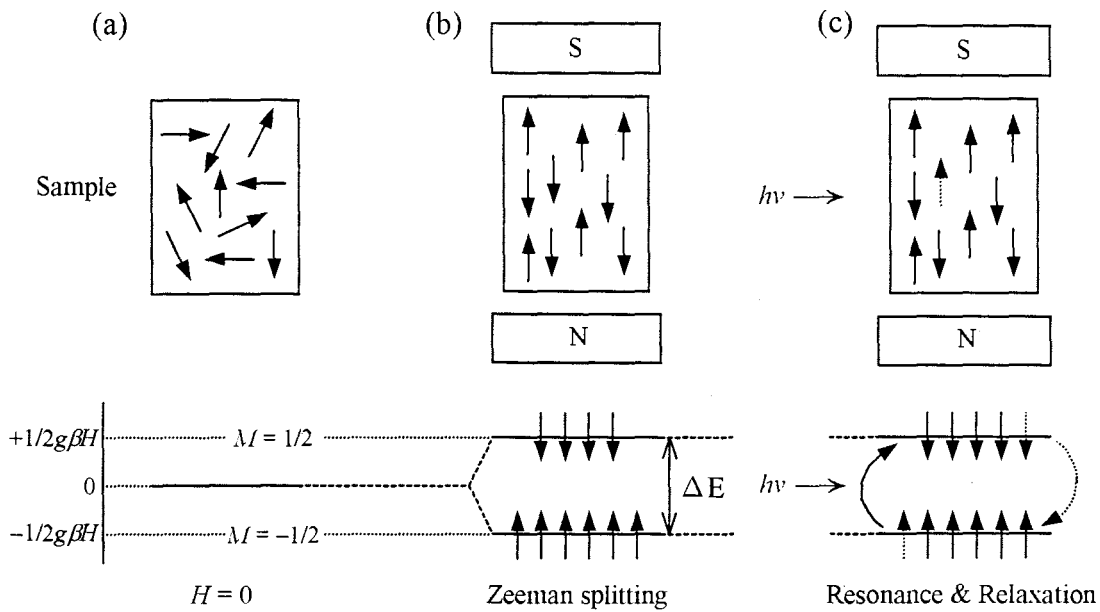 (a)
(b)
(c)
S
S
Sample
hν
N
N
+1/2gβH
M = 1/2
0
ΔE
hν
−1/2gβH
M = −1/2
H = 0
Zeeman splitting
Resonance & Relaxation